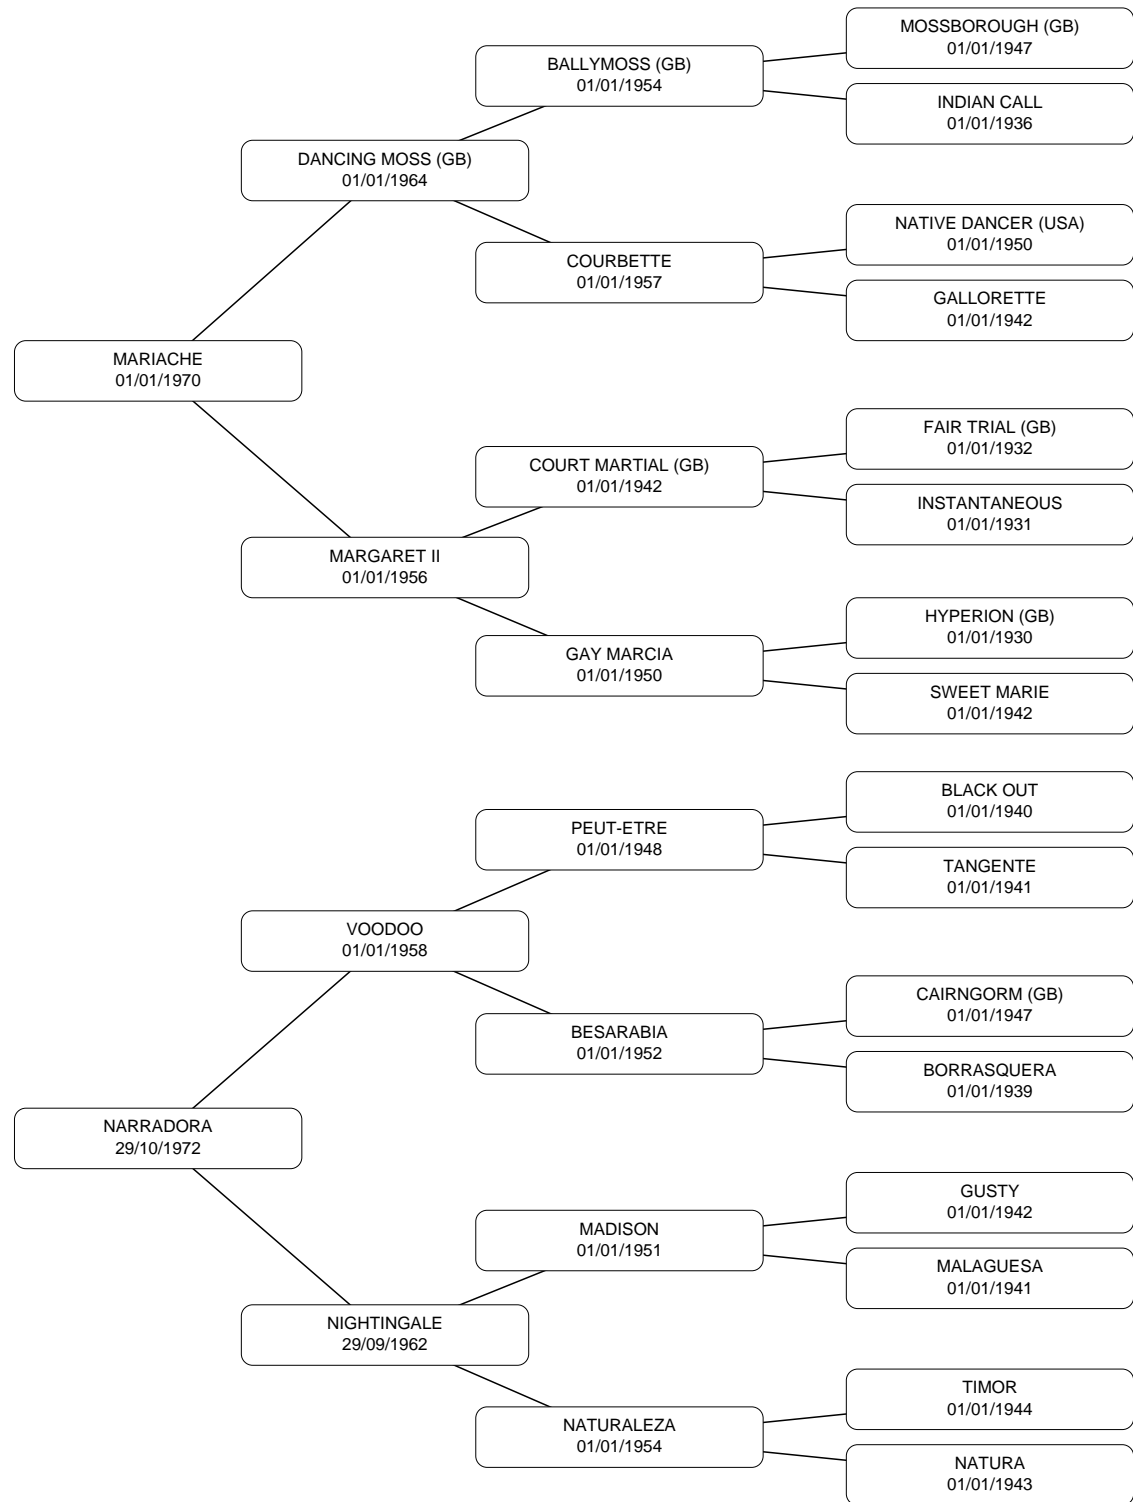 MOSSBOROUGH (GB)
01/01/1947
BALLYMOSS (GB)
01/01/1954
INDIAN CALL
01/01/1936
DANCING MOSS (GB)
01/01/1964
NATIVE DANCER (USA)
01/01/1950
COURBETTE
01/01/1957
GALLORETTE
01/01/1942
MARIACHE
01/01/1970
FAIR TRIAL (GB)
01/01/1932
COURT MARTIAL (GB)
01/01/1942
INSTANTANEOUS
01/01/1931
MARGARET II
01/01/1956
HYPERION (GB)
01/01/1930
GAY MARCIA
01/01/1950
SWEET MARIE
01/01/1942
BLACK OUT
01/01/1940
PEUT-ETRE
01/01/1948
TANGENTE
01/01/1941
VOODOO
01/01/1958
CAIRNGORM (GB)
01/01/1947
BESARABIA
01/01/1952
BORRASQUERA
01/01/1939
NARRADORA
29/10/1972
GUSTY
01/01/1942
MADISON
01/01/1951
MALAGUESA
01/01/1941
NIGHTINGALE
29/09/1962
TIMOR
01/01/1944
NATURALEZA
01/01/1954
NATURA
01/01/1943